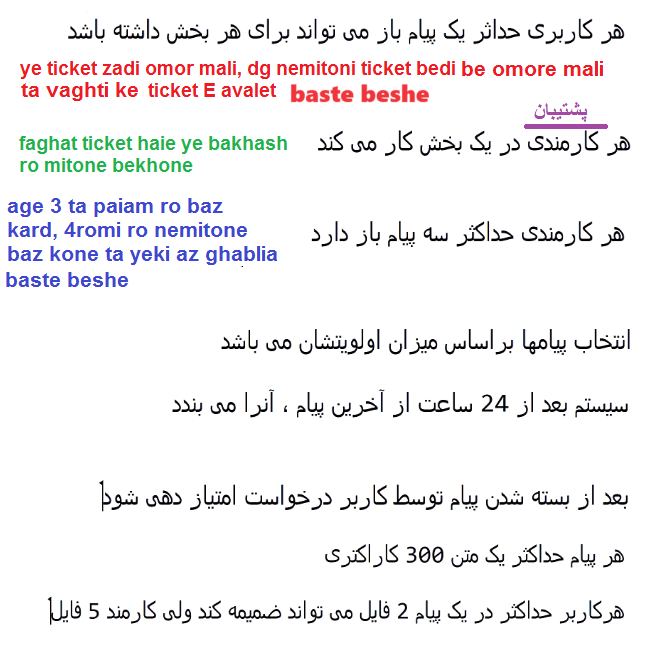 هر کاربری حداثر یک پیام باز می تواند برای هر بخش داشته باشد
ye ticket zadi omor mali, dg nemitoni ticket bedi be omore mali
ta vaghti ke ticket E avalet baste beshe
پشتیبان
هر کارمندی در یک بخش کار می کند
faghat ticket haie ye bakhash
ro mitone bekhone
age 3 ta paiam ro baz
kard, 4romi ro nemitone
baz kone ta yeki az ghablia
baste beshe
هر کارمندی حداکثر سه پیام باز دارد
انتخاب پیامها براساس میزان اولویتشان می باشد
سیستم بعد از 24 ساعت از آخرین پیام ، آنرا می بندد
بعد از بسته شدن پیام توسط کاربر درخواست امتیاز دهی شود
هر پیام حداکثر یک متن 300 کاراکتری
هرکاربر حداکثر در یک پیام 2 فایل می تواند ضمیمه کند ولی کارمند 5 فایل